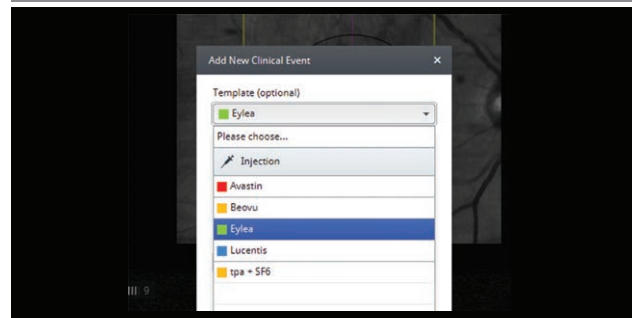 Add New Clinical Event ×
Template (optional)
Eylea
Please choose...
Injection
Avastin
Beovu
Eylea
Lucentis
tpa + SF6
9